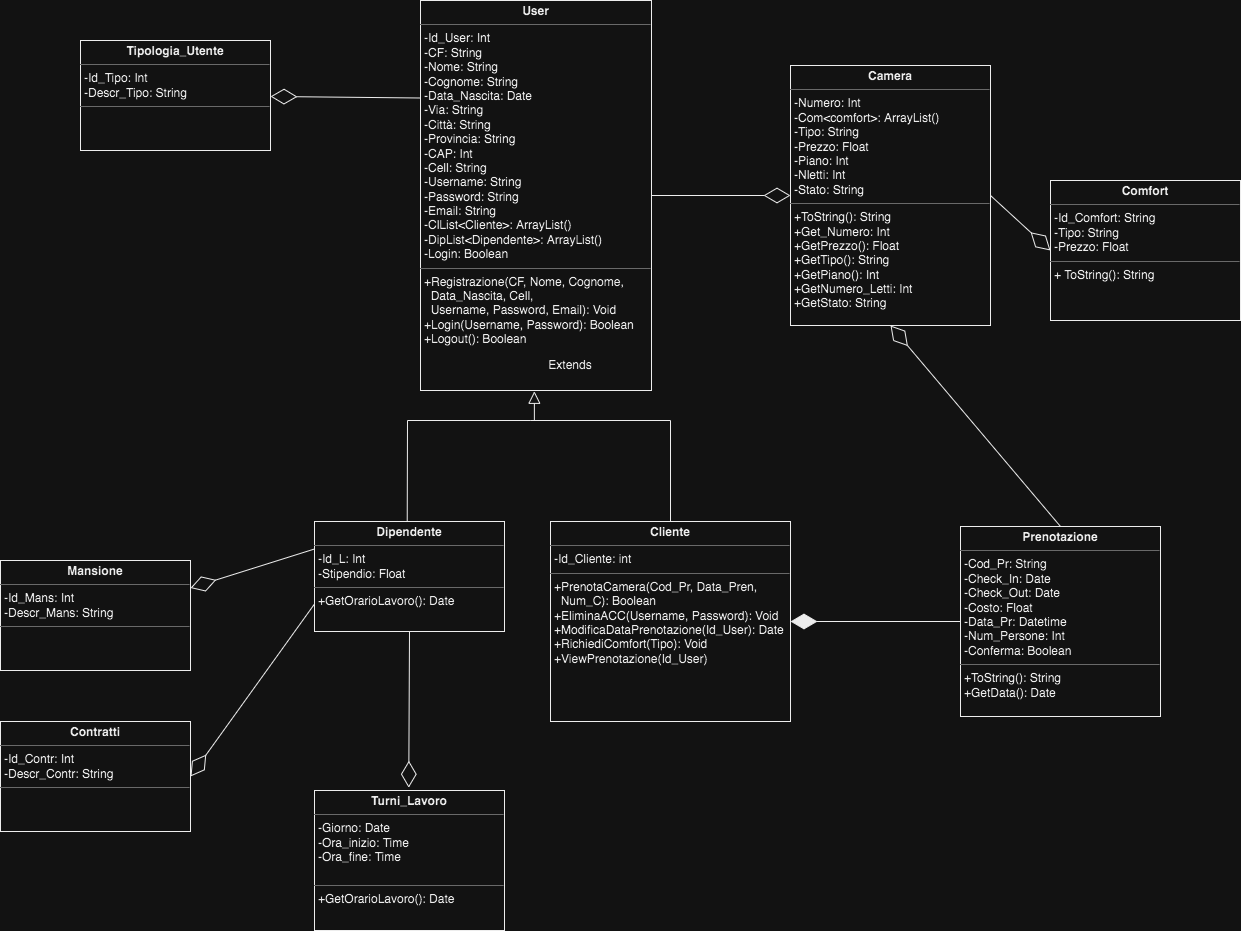 User
-Id_User: Int
-CF: String
-Nome: String
-Cognome: String
-Data_Nascita: Date
-Via: String
-Città: String
-Provincia: String
-CAP: Int
-Cell: String
-Username: String
-Password: String
-Email: String
-ClList<Cliente>: ArrayList()
-DipList<Dipendente>: ArrayList()
-Login: Boolean
+Registrazione(CF, Nome, Cognome,
Data_Nascita, Cell,
Username, Password, Email): Void
+Login(Username, Password): Boolean
+Logout(): Boolean
Extends
Tipologia_Utente
-Id_Tipo: Int
-Descr_Tipo: String
Camera
-Numero: Int
-Com<comfort>: ArrayList()
-Tipo: String
-Prezzo: Float
-Piano: Int
-Nletti: Int
-Stato: String
+ToString(): String
+Get_Numero: Int
+GetPrezzo(): Float
+GetTipo(): String
+GetPiano(): Int
+GetNumero_Letti: Int
+GetStato: String
Comfort
-Id_Comfort: String
-Tipo: String
-Prezzo: Float
+ ToString(): String
Dipendente
-Id_L: Int
-Stipendio: Float
+GetOrarioLavoro(): Date
Cliente
-Id_Cliente: int
+PrenotaCamera(Cod_Pr, Data_Pren,
Num_C): Boolean
+EliminaACC(Username, Password): Void
+ModificaDataPrenotazione(Id_User): Date
+RichiediComfort(Tipo): Void
+ViewPrenotazione(Id_User)
Prenotazione
-Cod_Pr: String
-Check_In: Date
-Check_Out: Date
-Costo: Float
-Data_Pr: Datetime
-Num_Persone: Int
-Conferma: Boolean
+ToString(): String
+GetData(): Date
Mansione
-Id_Mans: Int
-Descr_Mans: String
Contratti
-Id_Contr: Int
-Descr_Contr: String
Turni_Lavoro
-Giorno: Date
-Ora_inizio: Time
-Ora_fine: Time
+GetOrarioLavoro(): Date